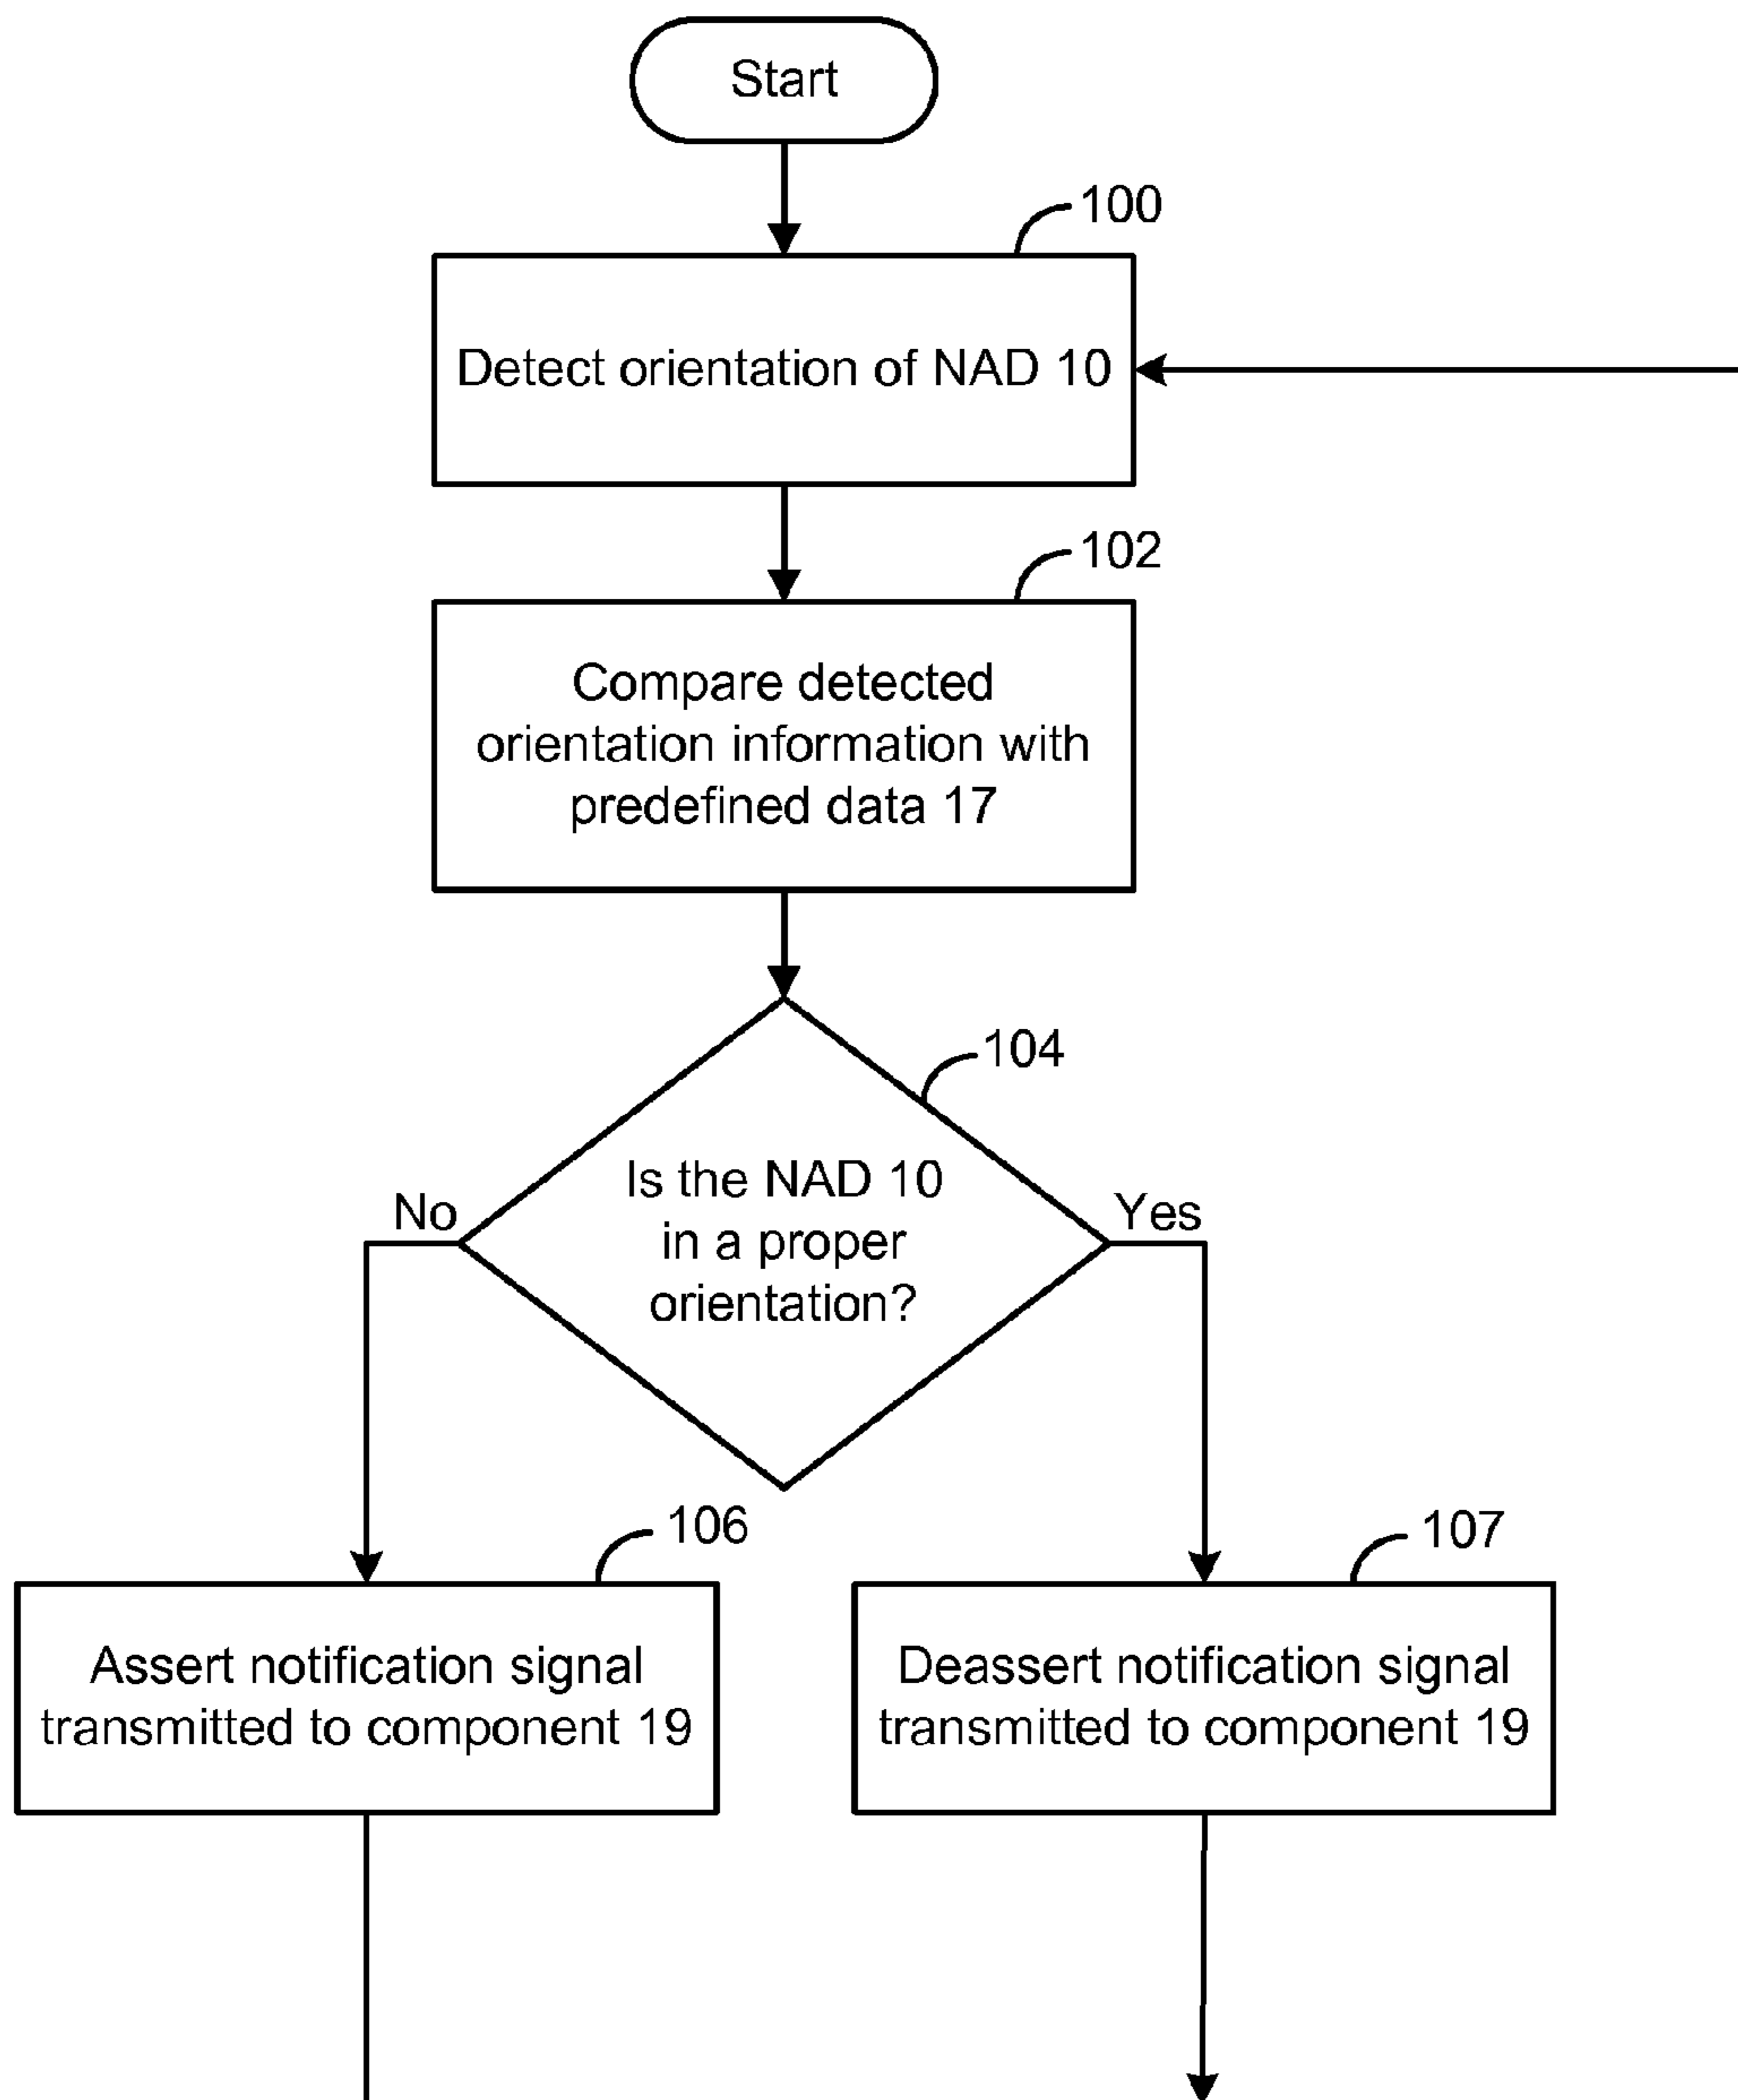 Start
100
Detect orientation of NAD 10
102
Compare detected
orientation information with
predefined data 17
104
Is the NAD 10
in a proper
orientation?
No
Yes
106
107
Assert notification signal
transmitted to component 19
Deassert notification signal
transmitted to component 19